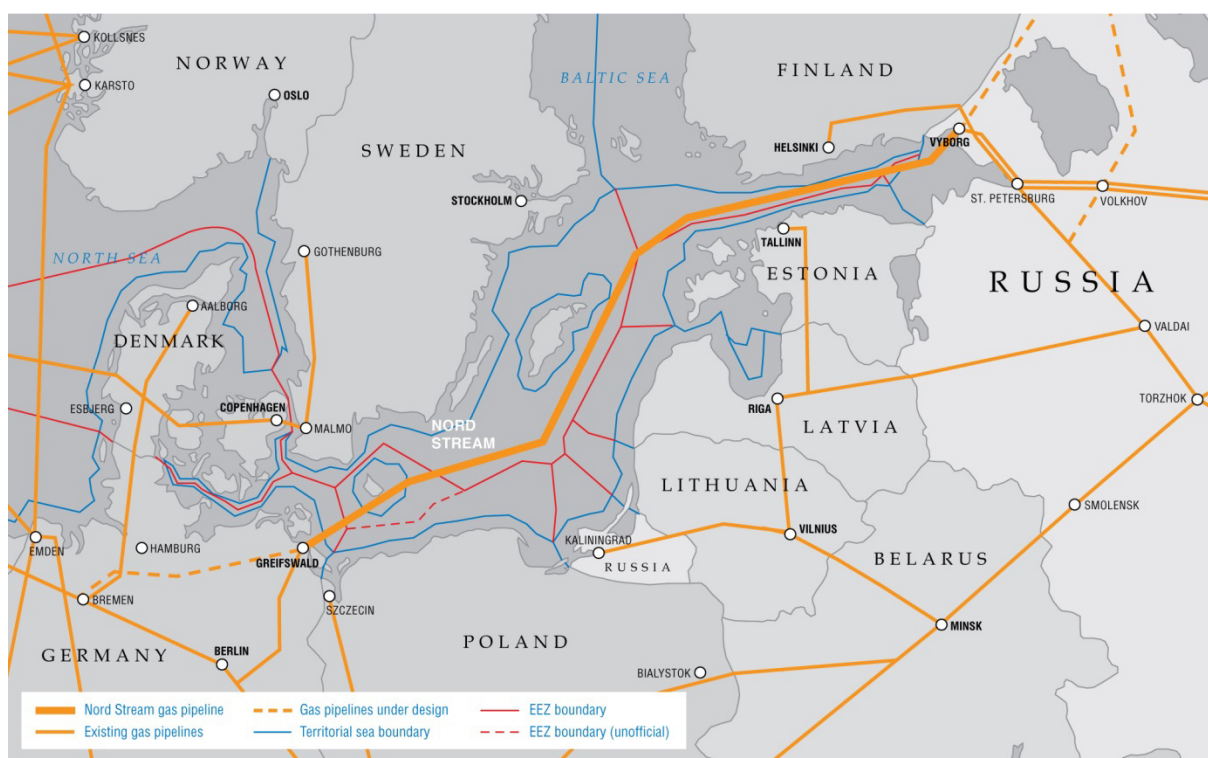 KOLLSNES
KARSTO
NORWAY
OSLO
BALTIC SEA
FINLAND
SWEDEN
HELSINKI
VYBORG
STOCKHOLM
ST. PETERSBURG
VOLKHOV
NORTH SEA
GOTHENBURG
TALLINN
ESTONIA
RUSSIA
AALBORG
DENMARK
VALDAI
ESBJERG
COPENHAGEN
MALMO
NORD
STREAM
RIGA
LATVIA
TORZHOK
LITHUANIA
SMOLENSK
EMDEN
HAMBURG
GREIFSWALD
KALININGRAD
RUSSIA
VILNIUS
BELARUS
BREMEN
SZCZECIN
POLAND
MINSK
GERMANY
BERLIN
BIALYSTOK
Nord Stream gas pipeline
Gas pipelines under design
EEZ boundary
Existing gas pipelines
Territorial sea boundary
EEZ boundary (unofficial)